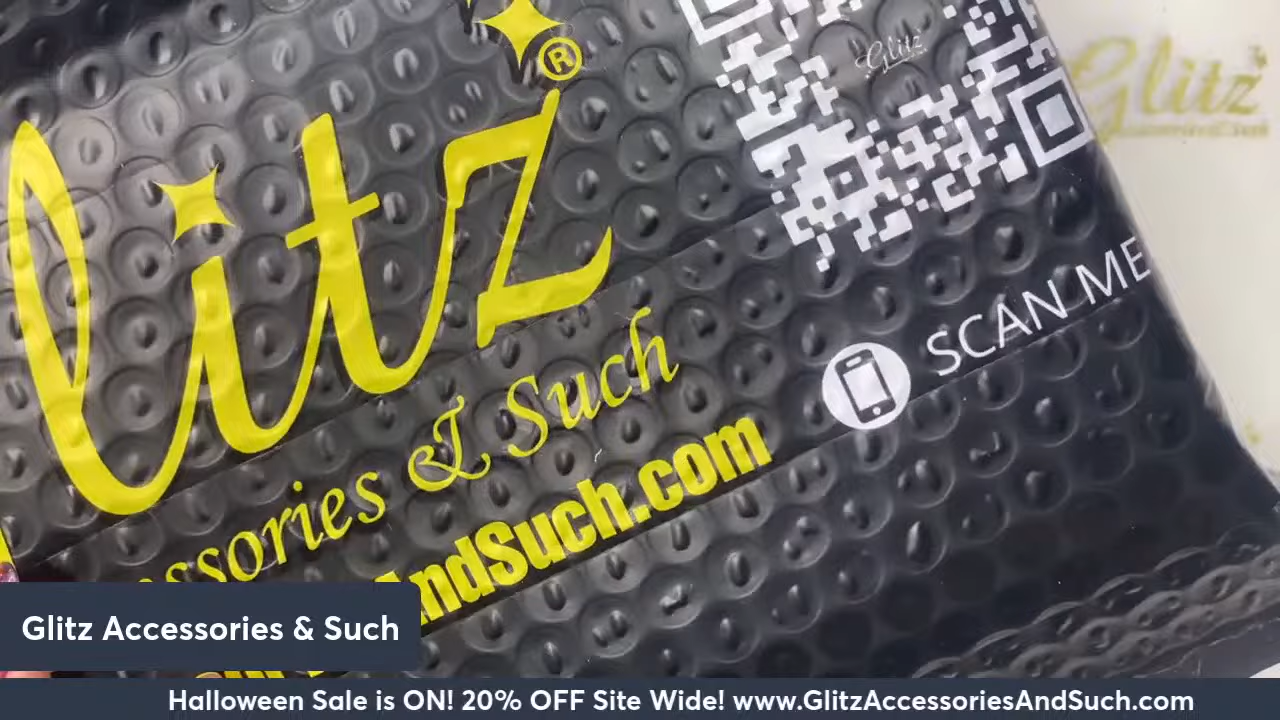 litz®
Glitz
Glitz
SCAN ME
ssories & Such
AndSuch.com
Glitz Accessories & Such
Halloween Sale is ON! 20% OFF Site Wide! www.GlitzAccessoriesAndSuch.com